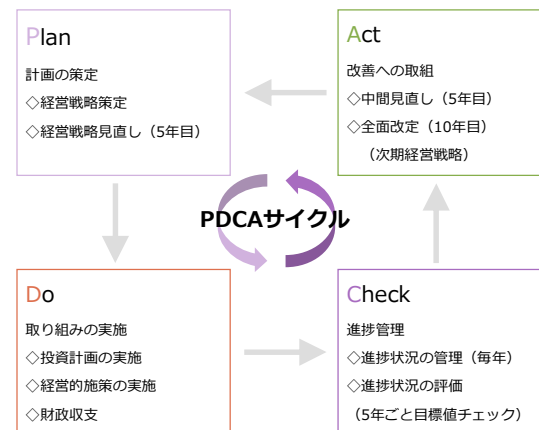 Plan
計画の策定
◇経営戦略策定
◇経営戦略見直し（5年目）
Act
改善への取組
◇中間見直し（5年目）
◇全面改定（10年目）
（次期経営戦略）
PDCAサイクル
Do
取り組みの実施
◇投資計画の実施
◇経営的施策の実施
◇財政収支
Check
進捗管理
◇進捗状況の管理（毎年）
◇進捗状況の評価
（5年ごと目標値チェック）